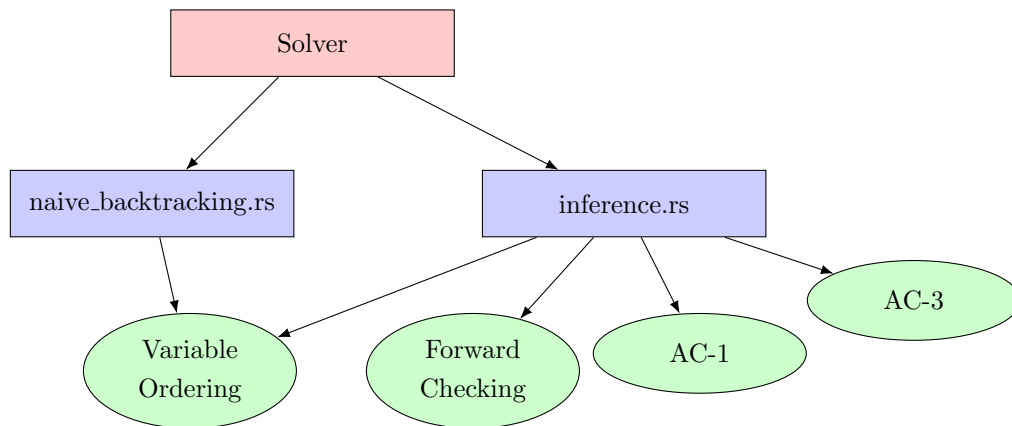 Solver
naive_backtracking.rs
inference.rs
AC-3
Variable
Ordering
Forward
Checking
AC-1